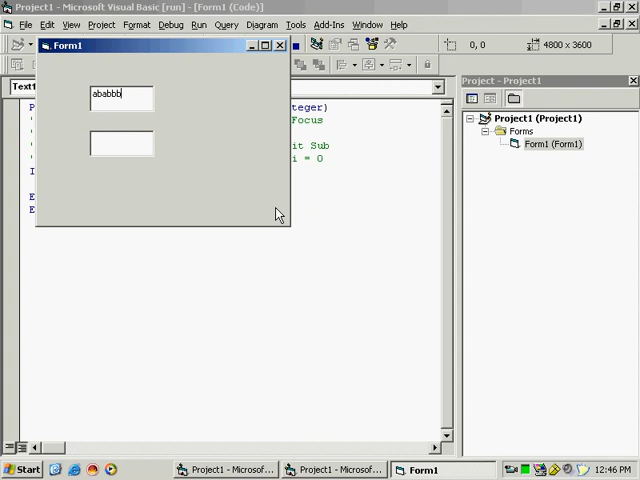 Project1 - Microsoft Visual Basic [run] - [Form1 (Code)]
File Edit View Project Format Debug Run Query Diagram Tools Add-Ins Window Help
0, 0 4800 x 3600
Form1
Text1
ababbb
teger)
Focus
it Sub
i = 0
Project - Project1
Project1 (Project1)
Forms
Form1 (Form1)
Start
Project1 - Microsof...
Project1 - Microsof...
Form1
12:46 PM